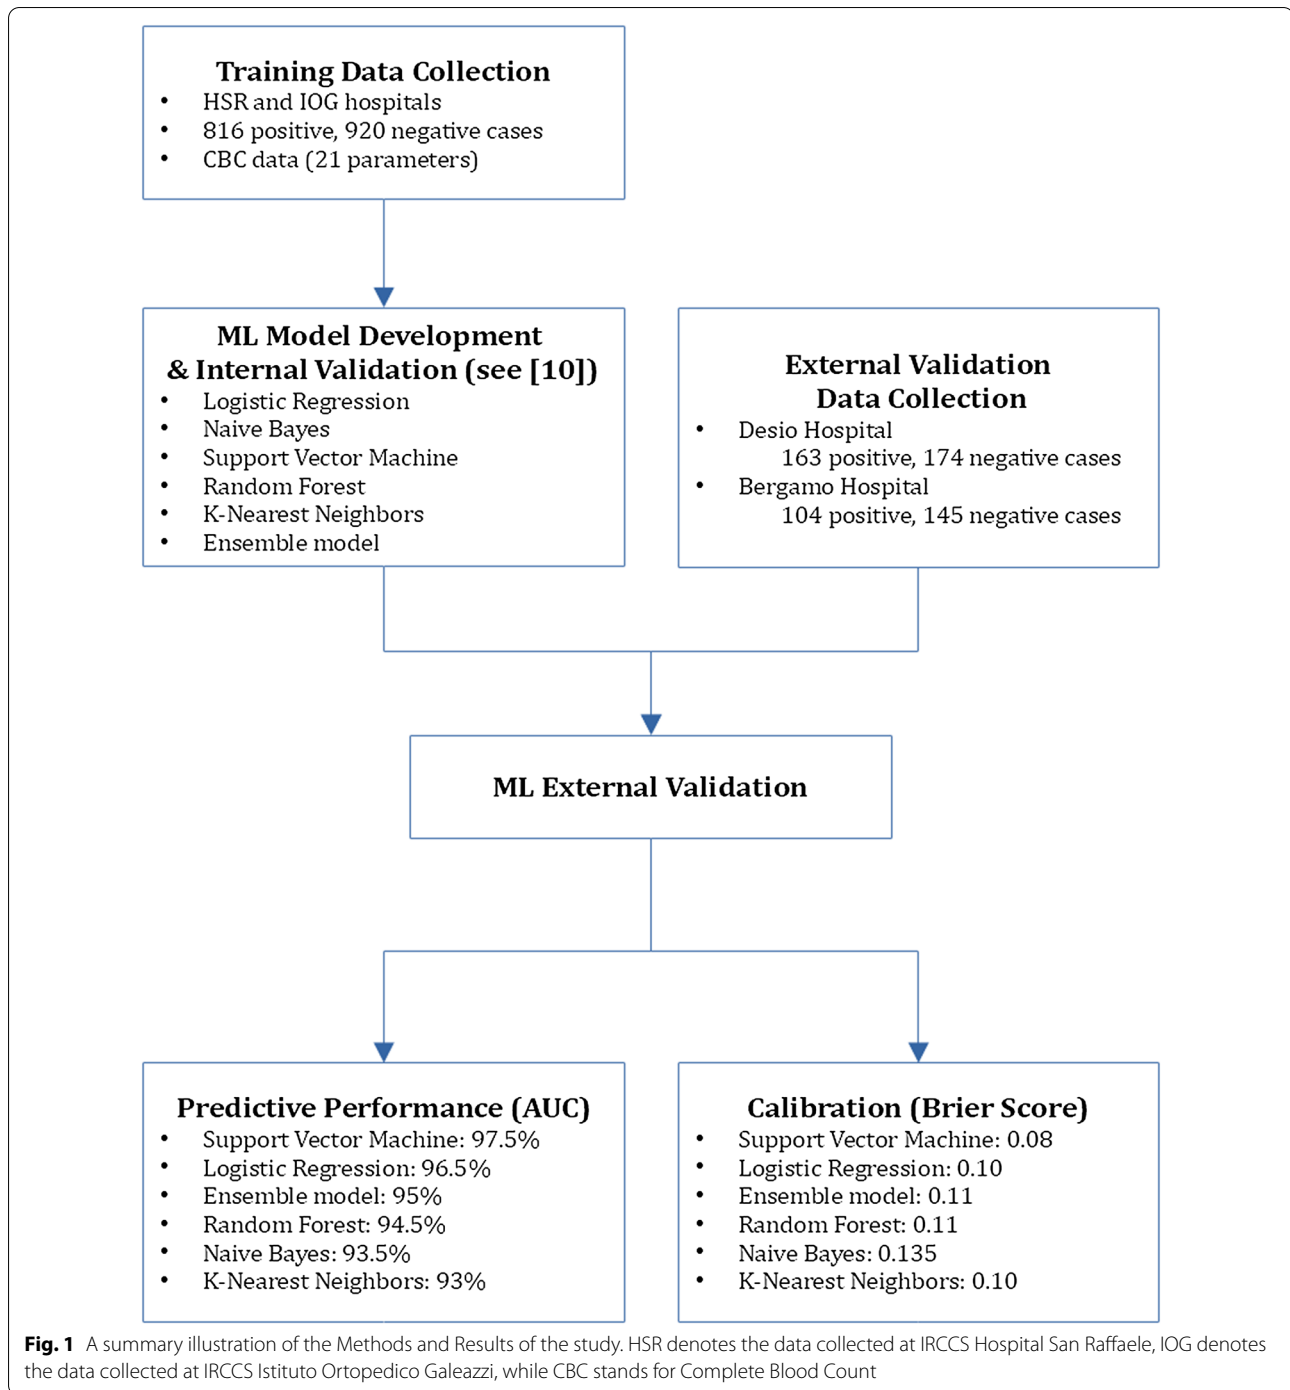 Training Data Collection
• HSR and IOG hospitals
• 816 positive, 920 negative cases
• CBC data (21 parameters)
ML Model Development
& Internal Validation (see [10])
• Logistic Regression
• Naive Bayes
• Support Vector Machine
• Random Forest
• K-Nearest Neighbors
• Ensemble model
External Validation
Data Collection
• Desio Hospital
163 positive, 174 negative cases
• Bergamo Hospital
104 positive, 145 negative cases
ML External Validation
Predictive Performance (AUC)
• Support Vector Machine: 97.5%
• Logistic Regression: 96.5%
• Ensemble model: 95%
• Random Forest: 94.5%
• Naive Bayes: 93.5%
• K-Nearest Neighbors: 93%
Calibration (Brier Score)
• Support Vector Machine: 0.08
• Logistic Regression: 0.10
• Ensemble model: 0.11
• Random Forest: 0.11
• Naive Bayes: 0.135
• K-Nearest Neighbors: 0.10
Fig. 1 A summary illustration of the Methods and Results of the study. HSR denotes the data collected at IRCCS Hospital San Raffaele, IOG denotes
the data collected at IRCCS Istituto Ortopedico Galeazzi, while CBC stands for Complete Blood Count